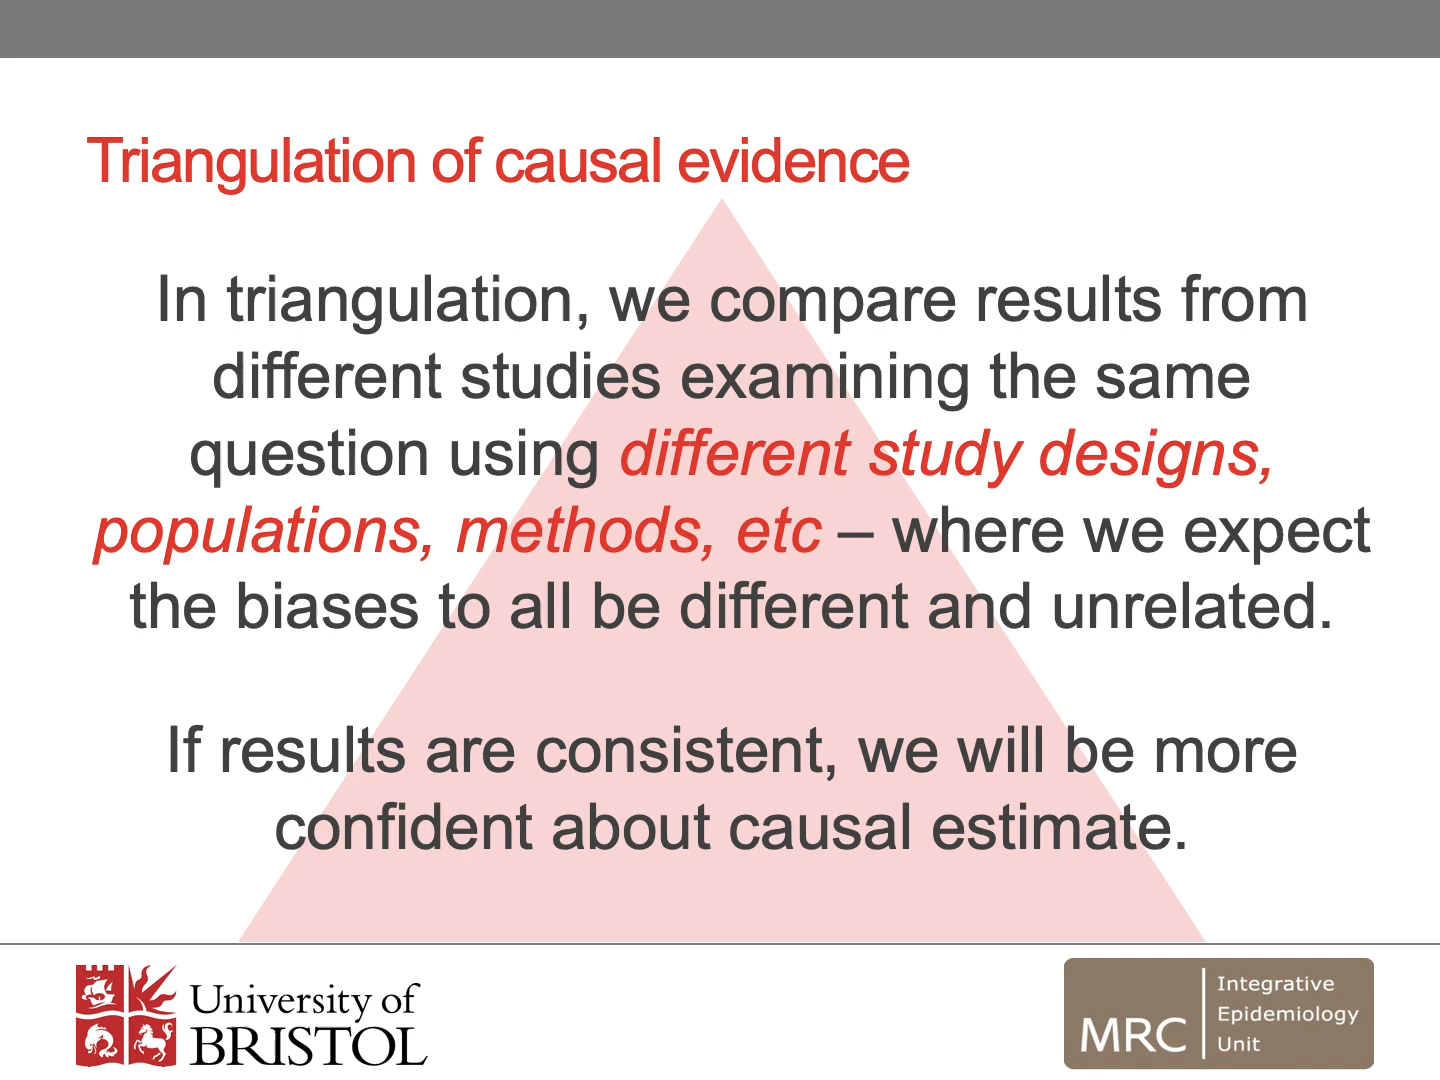 Triangulation of causal evidence
In triangulation, we compare results from
different studies examining the same
question using different study designs,
populations, methods, etc – where we expect
the biases to all be different and unrelated.
If results are consistent, we will be more
confident about causal estimate.
University of
BRISTOL
MRC
Integrative
Epidemiology
Unit